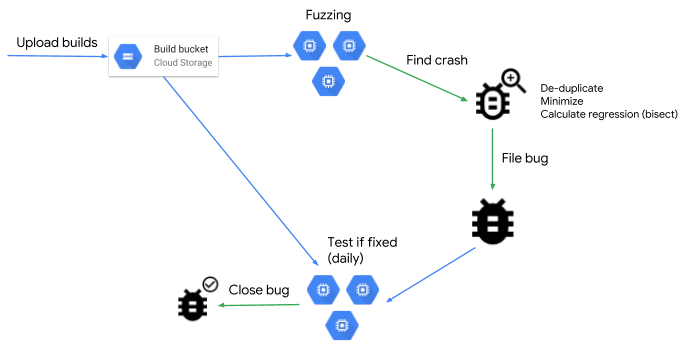 Fuzzing
Upload builds
Build bucket
Cloud Storage
Find crash
De-duplicate
Minimize
Calculate regression (bisect)
File bug
Test if fixed
(daily)
Close bug